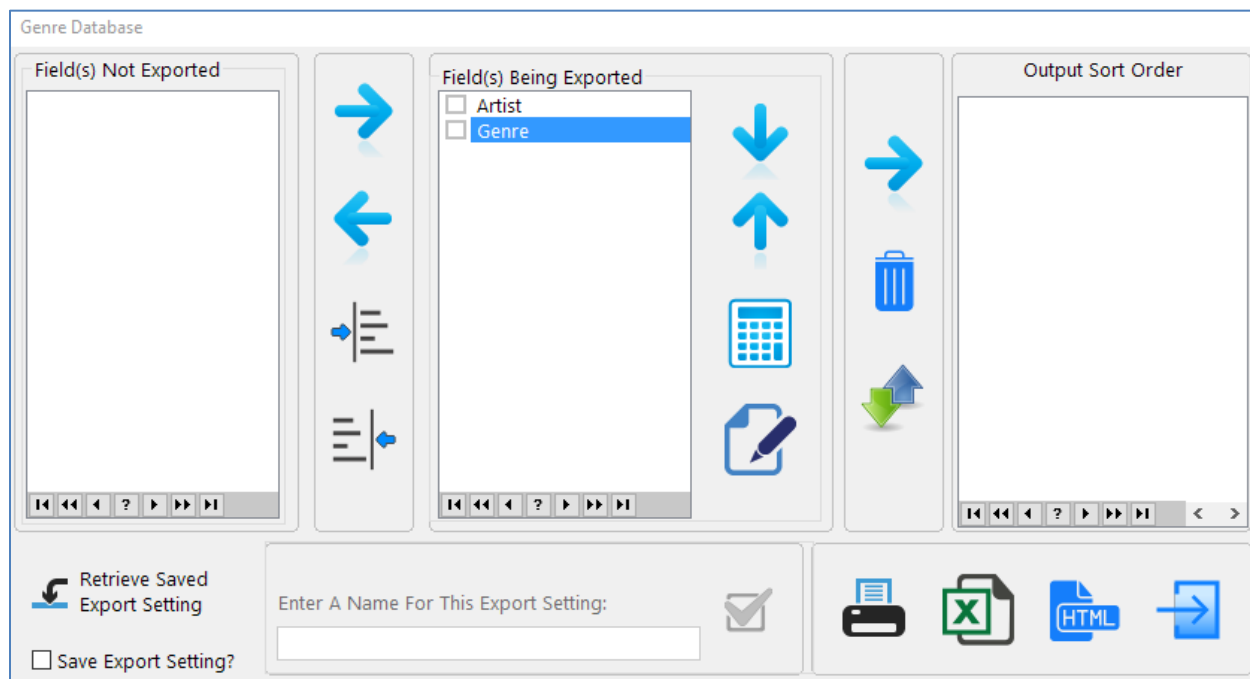 Genre Database
Field(s) Not Exported
Field(s) Being Exported
Output Sort Order
Artist
Genre
?
?
?
Retrieve Saved
Export Setting
Enter A Name For This Export Setting:
Save Export Setting?
X
HTML